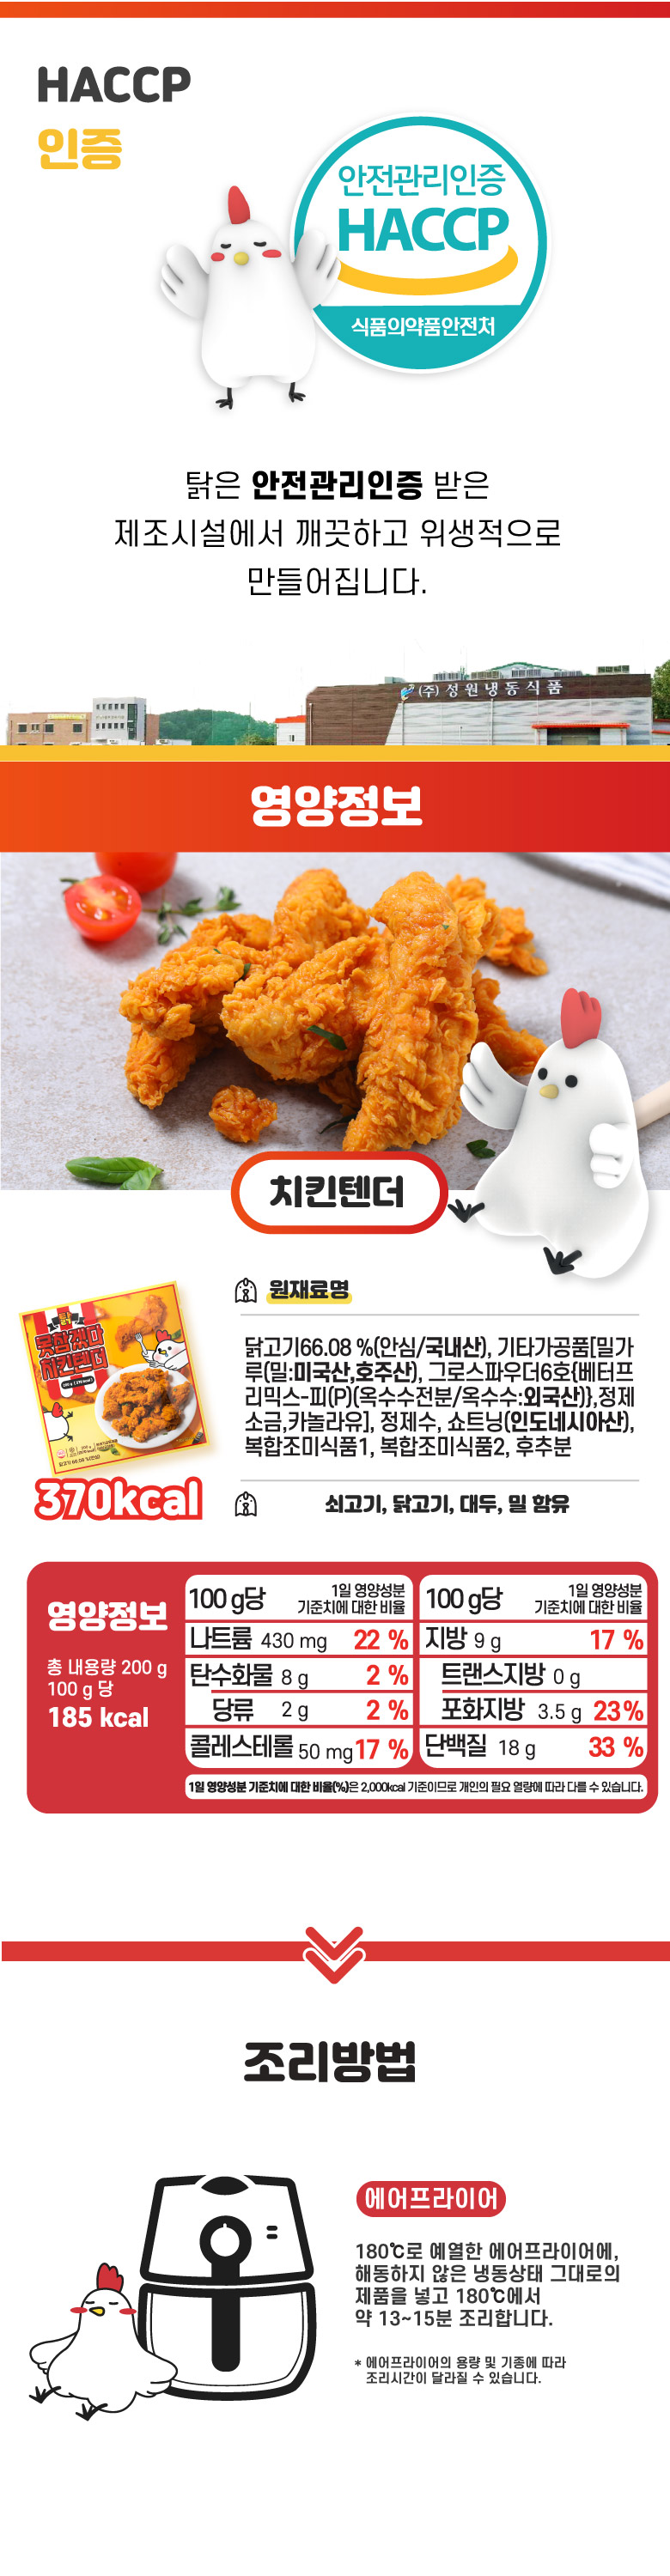 HACCP
인증
안전관리인증
HACCP
식품의약품안전처
탉은 안전관리인증 받은
제조시설에서 깨끗하고 위생적으로
만들어집니다.
(주)정원냉동식품
영양정보
치킨텐더
원재료명
탉
못참겠닭
치킨텐더
닭고기66.08 %(안심/국내산), 기타가공품[밀가
루(밀:미국산,호주산), 그로스파우더6호{베터프
리믹스-피(P)(옥수수전분/옥수수:외국산)},정제
소금,카놀라유], 정제수, 쇼트닝(인도네시아산),
복합조미식품1, 복합조미식품2, 후추분
370kcal
쇠고기, 닭고기, 대두, 밀 함유
영양정보
총 내용량 200 g
100 g 당
185 kcal
100 g당 1일 영양성분 기준치에 대한 비율 100 g당 1일 영양성분 기준치에 대한 비율
나트륨 430 mg 22 % 지방 9 g 17 %
탄수화물 8 g 2 % 트랜스지방 0 g
당류 2 g 2 % 포화지방 3.5 g 23%
콜레스테롤 50 mg 17 % 단백질 18 g 33 %
1일 영양성분 기준치에 대한 비율(%)은 2,000kcal 기준이므로 개인의 필요 열량에 따라 다를 수 있습니다.
조리방법
에어프라이어
180℃로 예열한 에어프라이어에,
해동하지 않은 냉동상태 그대로의
제품을 넣고 180℃에서
약 13~15분 조리합니다.
* 에어프라이어의 용량 및 기종에 따라
조리시간이 달라질 수 있습니다.